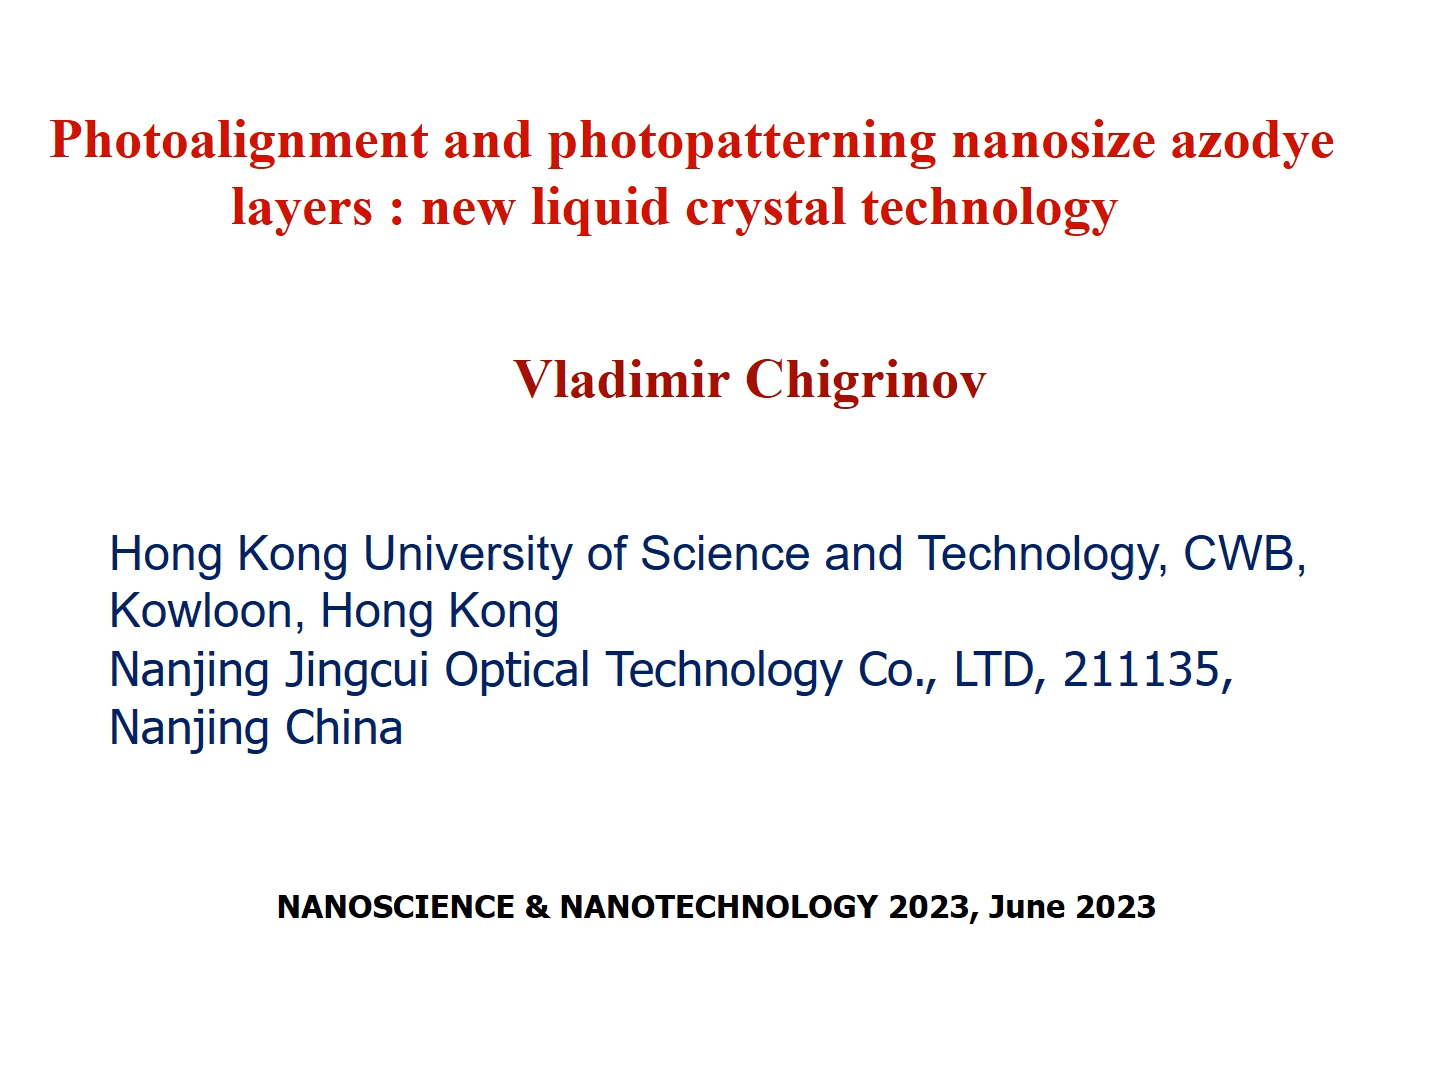 Photoalignment and photopatterning nanosize azodye
layers : new liquid crystal technology
Vladimir Chigrinov
Hong Kong University of Science and Technology, CWB,
Kowloon, Hong Kong
Nanjing Jingcui Optical Technology Co., LTD, 211135,
Nanjing China
NANOSCIENCE & NANOTECHNOLOGY 2023, June 2023